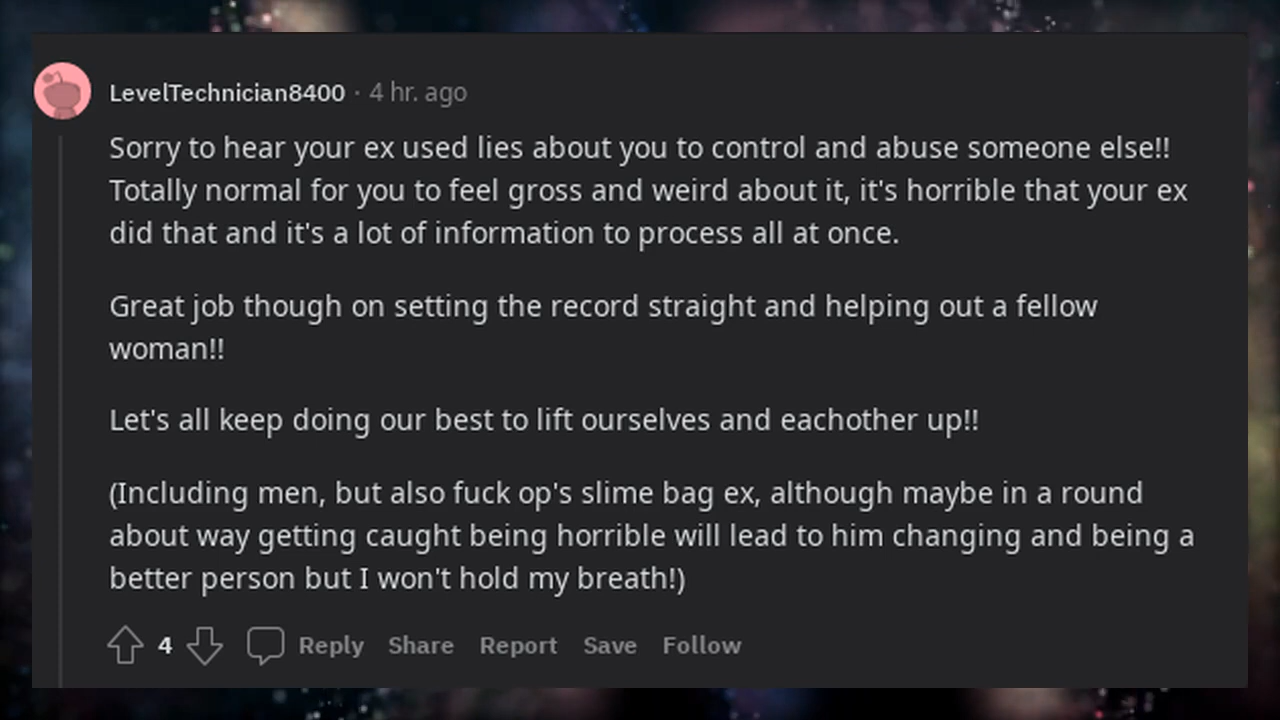 LevelTechnician8400 · 4 hr. ago
Sorry to hear your ex used lies about you to control and abuse someone else!!
Totally normal for you to feel gross and weird about it, it's horrible that your ex
did that and it's a lot of information to process all at once.
Great job though on setting the record straight and helping out a fellow
woman!!
Let's all keep doing our best to lift ourselves and eachother up!!
(Including men, but also fuck op's slime bag ex, although maybe in a round
about way getting caught being horrible will lead to him changing and being a
better person but I won't hold my breath!)
4 Reply Share Report Save Follow